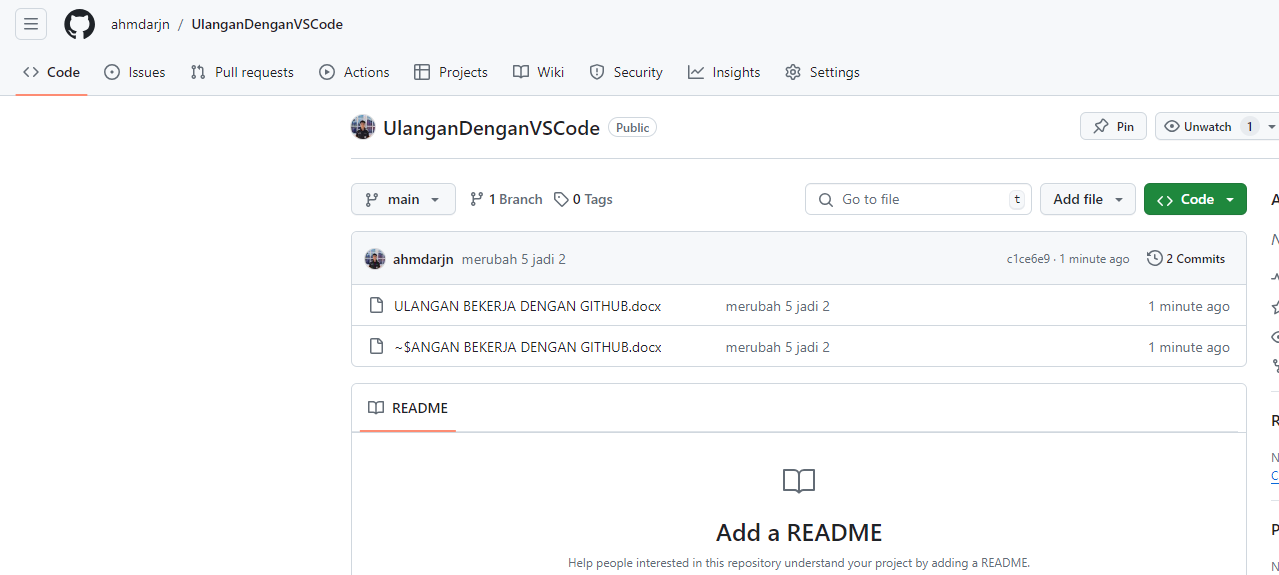 ahmdarjn / UlanganDenganVSCode
Code Issues Pull requests Actions Projects Wiki Security Insights Settings
UlanganDenganVSCode Public Pin Unwatch 1
main 1 Branch 0 Tags Go to file t Add file Code
ahmdarjn merubah 5 jadi 2 c1ce6e9 · 1 minute ago 2 Commits
ULANGAN BEKERJA DENGAN GITHUB.docx merubah 5 jadi 2 1 minute ago
~$ANGAN BEKERJA DENGAN GITHUB.docx merubah 5 jadi 2 1 minute ago
README
Add a README
Help people interested in this repository understand your project by adding a README.